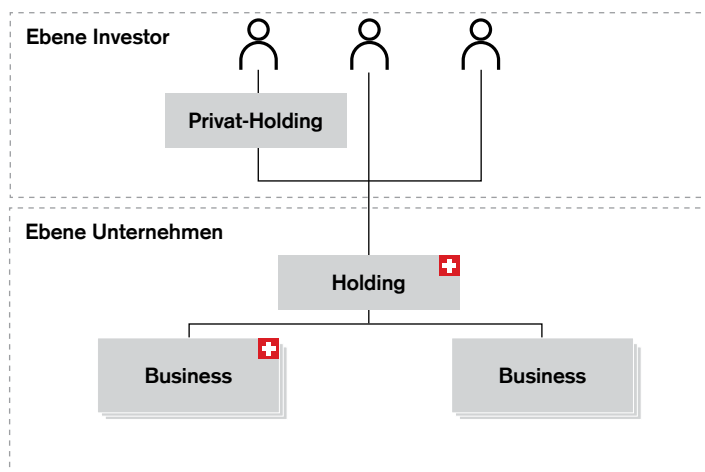 Ebene Investor
Privat-Holding
Ebene Unternehmen
Holding
Business
Business